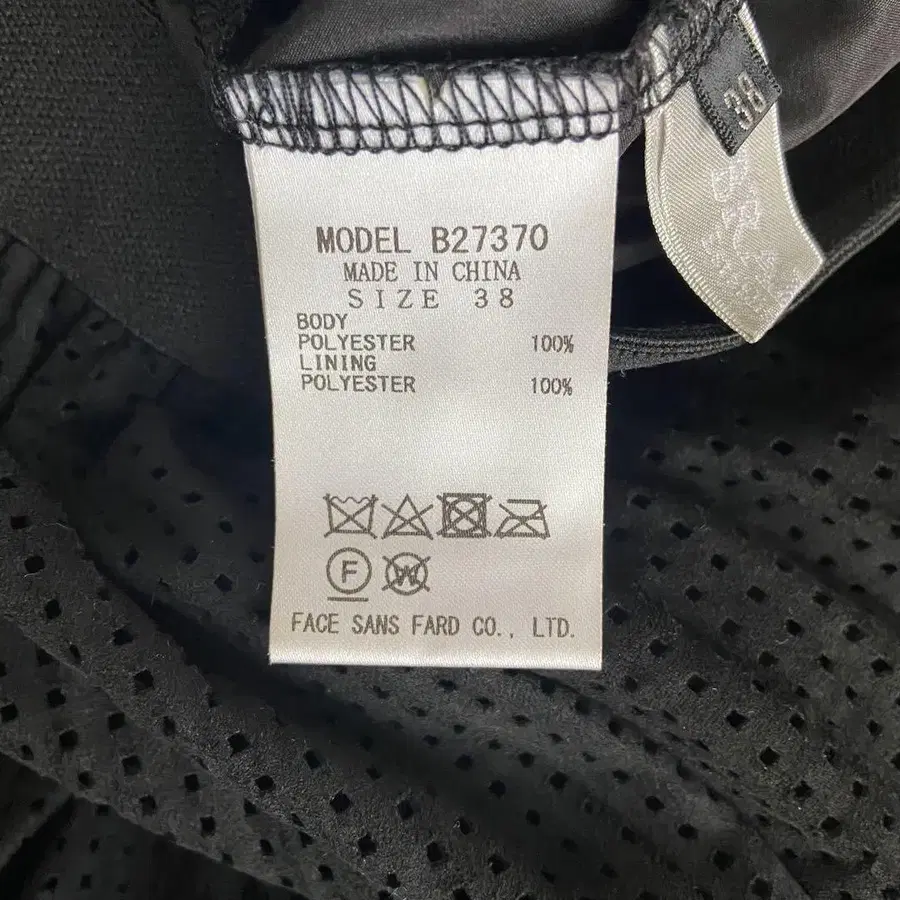 MODEL B27370
MADE IN CHINA
SIZE 38
BODY
POLYESTER 100%
LINING
POLYESTER 100%
F
W
FACE SANS FARD CO., LTD.
38